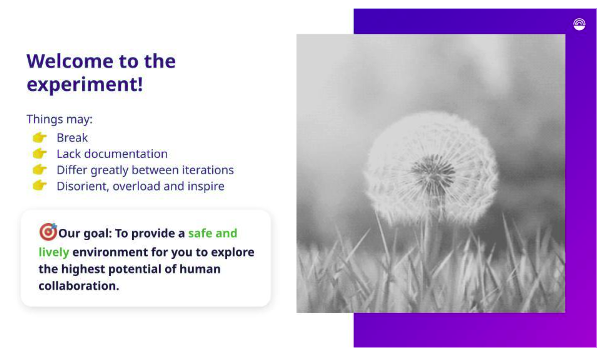 Welcome to the
experiment!
Things may:
👉 Break
👉 Lack documentation
👉 Differ greatly between iterations
👉 Disorient, overload and inspire
🎯Our goal: To provide a safe and
lively environment for you to explore
the highest potential of human
collaboration.